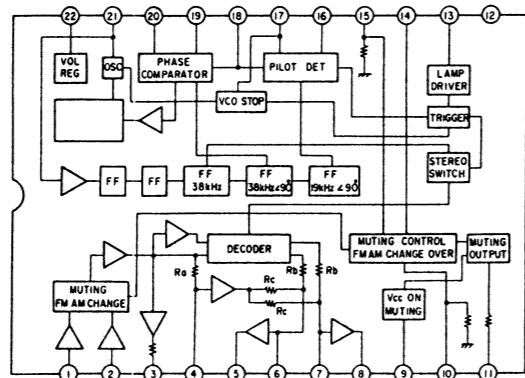 22 21 20 19 18 17 16 15 14 13 12
VOL REG
OSC
PHASE COMPARATOR
PILOT DET
LAMP DRIVER
VCO STOP
TRIGGER
FF
FF
FF 38kHz
FF 38kHz∠90°
FF 19kHz∠90°
STEREO SWITCH
DECODER
MUTING CONTROL FM AM CHANGE OVER
MUTING OUTPUT
Ra
Rb
Rb
Rc
Rc
MUTING FM AM CHANGE
Vcc ON MUTING
1 2 3 4 5 6 7 8 9 10 11